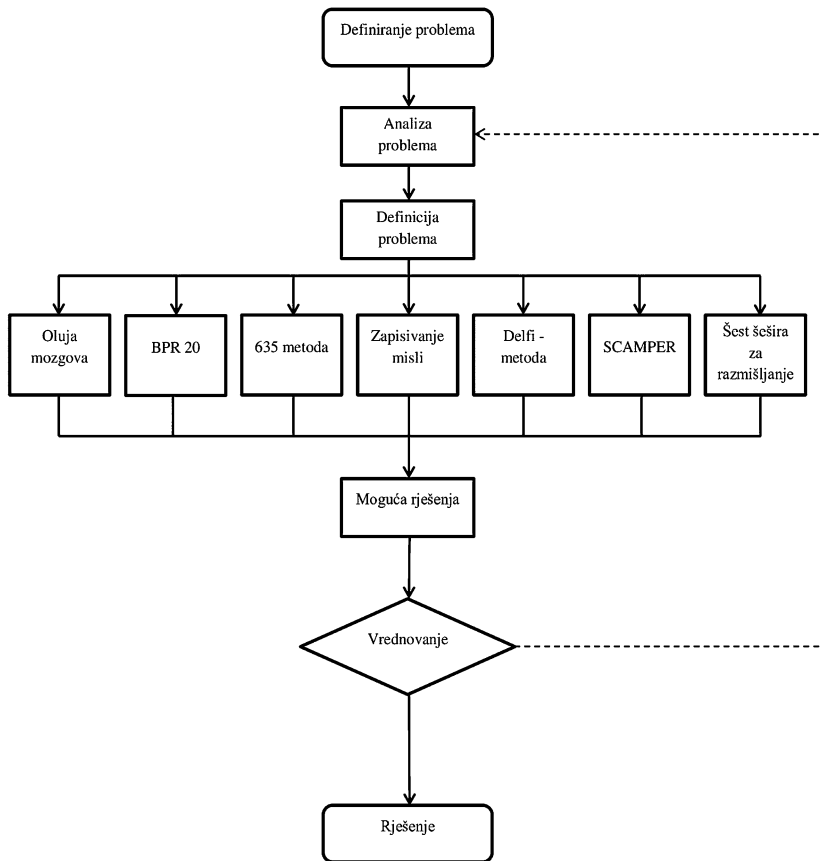 Definiranje problema
Analiza
problema
Definicija
problema
Oluja
mozgova
BPR 20
635 metoda
Zapisivanje
misli
Delfi -
metoda
SCAMPER
Šest šešira
za
razmišljanje
Moguća rješenja
Vrednovanje
Rješenje